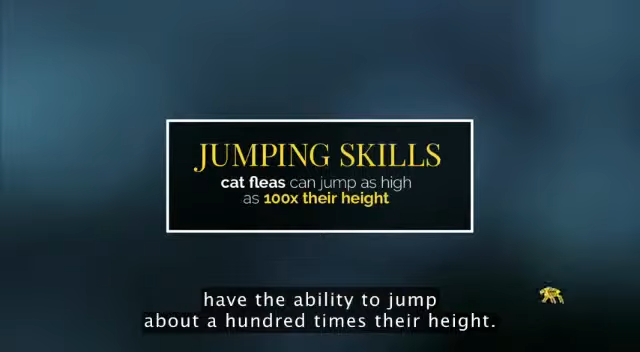 JUMPING SKILLS
cat fleas can jump as high
as 100x their height
have the ability to jump
about a hundred times their height.